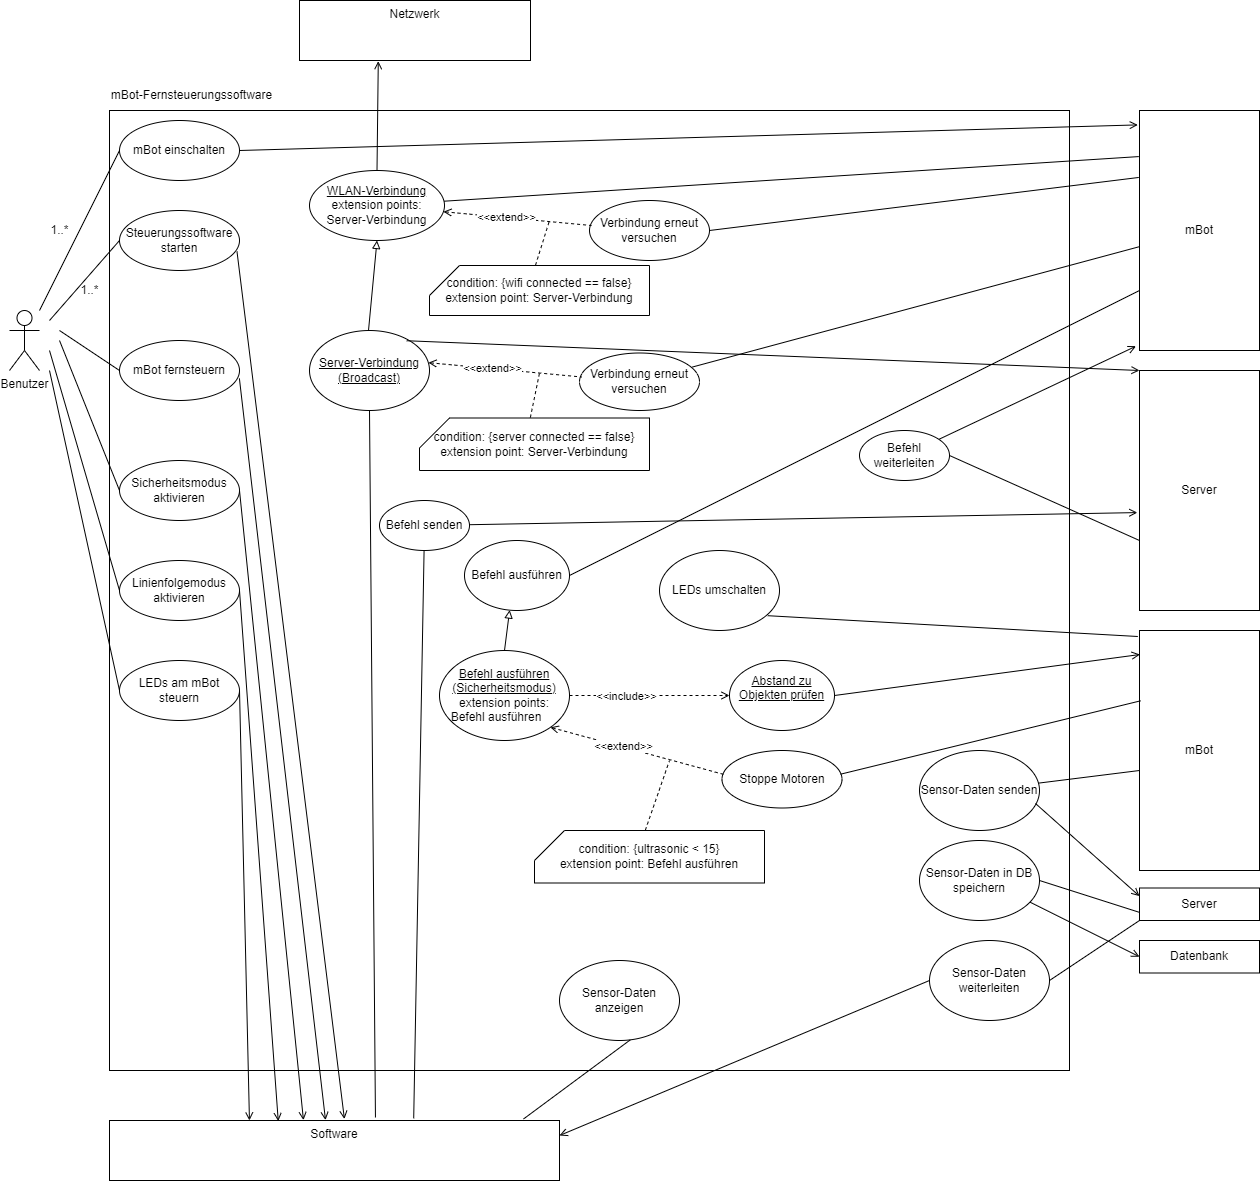 Netzwerk
mBot-Fernsteuerungssoftware
mBot einschalten
WLAN-Verbindung
extension points:
Server-Verbindung
<<extend>>
Verbindung erneut
versuchen
mBot
1..*
Steuerungssoftware
starten
1..*
condition: {wifi connected == false}
extension point: Server-Verbindung
Benutzer
mBot fernsteuern
Server-Verbindung
(Broadcast)
<<extend>>
Verbindung erneut
versuchen
condition: {server connected == false}
extension point: Server-Verbindung
Befehl
weiterleiten
Server
Sicherheitsmodus
aktivieren
Befehl senden
Befehl ausführen
LEDs umschalten
Linienfolgemodus
aktivieren
LEDs am mBot
steuern
Befehl ausführen
(Sicherheitsmodus)
extension points:
Befehl ausführen
<<include>>
Abstand zu
Objekten prüfen
<<extend>>
Stoppe Motoren
mBot
Sensor-Daten senden
condition: {ultrasonic < 15}
extension point: Befehl ausführen
Sensor-Daten in DB
speichern
Server
Datenbank
Sensor-Daten
anzeigen
Sensor-Daten
weiterleiten
Software